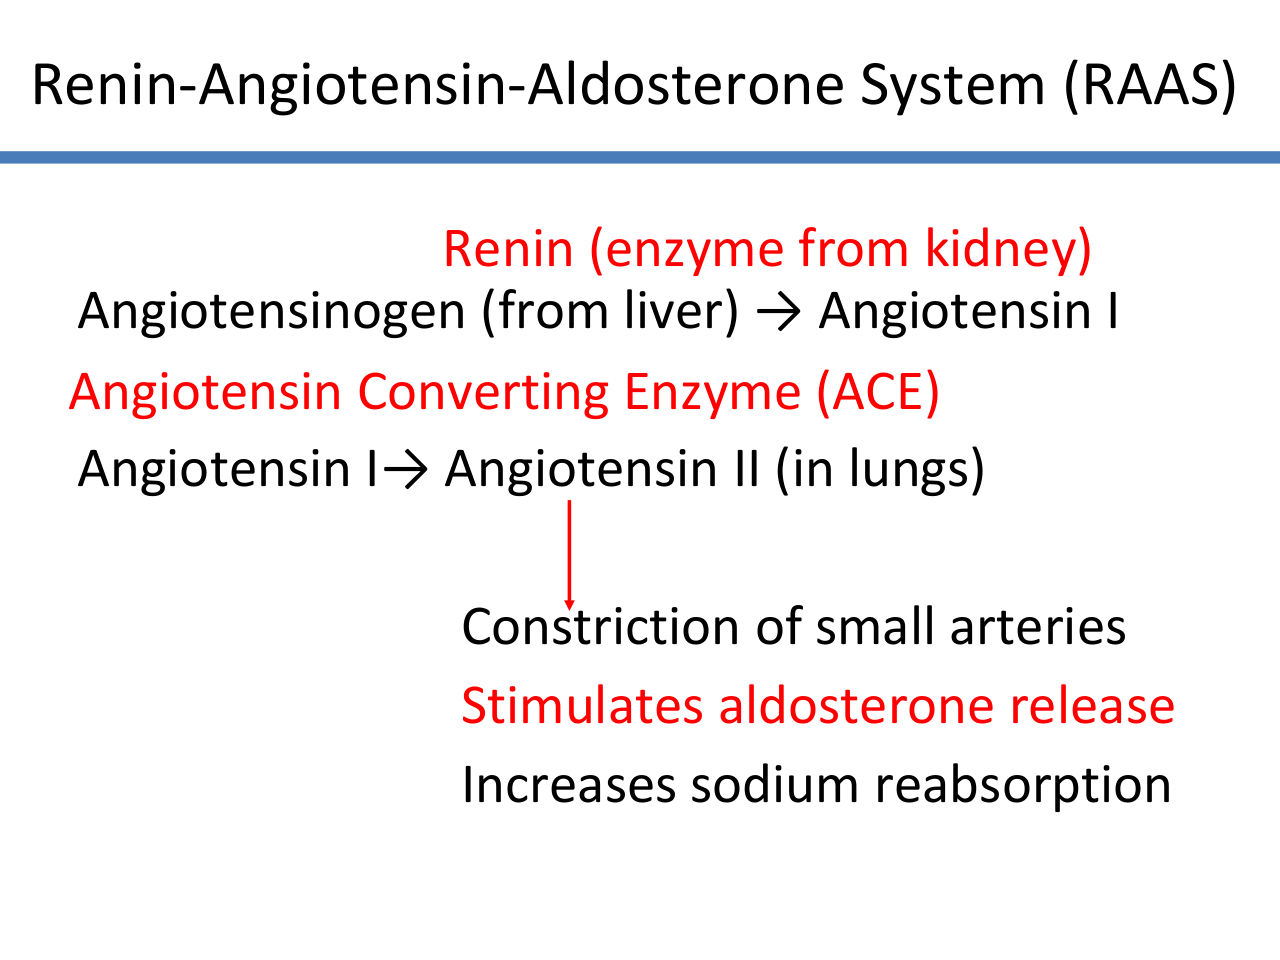 Renin-Angiotensin-Aldosterone System (RAAS)
Renin (enzyme from kidney)
Angiotensinogen (from liver) → Angiotensin I
Angiotensin Converting Enzyme (ACE)
Angiotensin I→ Angiotensin II (in lungs)
Constriction of small arteries
Stimulates aldosterone release
Increases sodium reabsorption